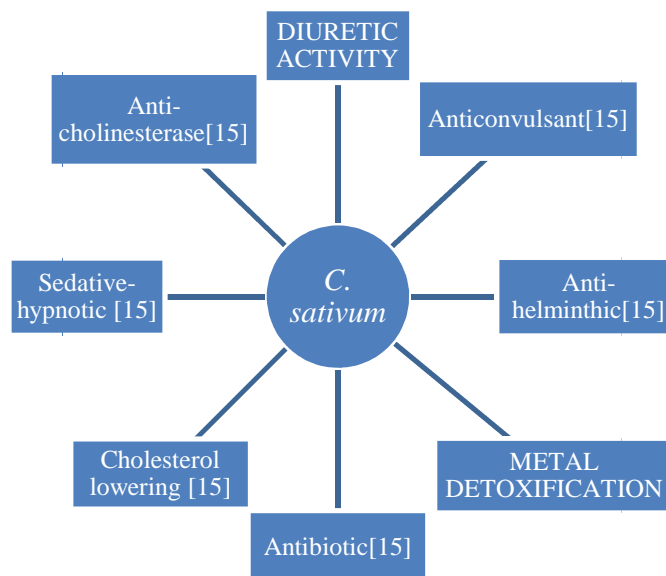 DIURETIC
ACTIVITY
Anti-
cholinesterase[15]
Anticonvulsant[15]
Sedative-
hypnotic [15]
C.
sativum
Anti-
helminthic[15]
Cholesterol
lowering [15]
METAL
DETOXIFICATION
Antibiotic[15]